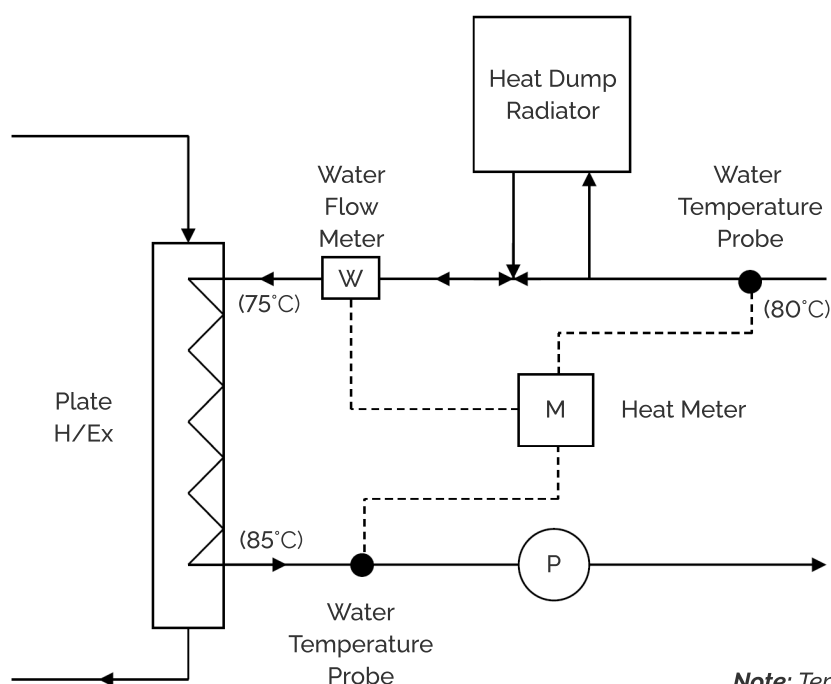 Heat Dump
Radiator
Water
Flow
Meter
Water
Temperature
Probe
W
(75°C)
(80°C)
M
Heat Meter
Plate
H/Ex
(85°C)
P
Water
Temperature
Probe
Note: